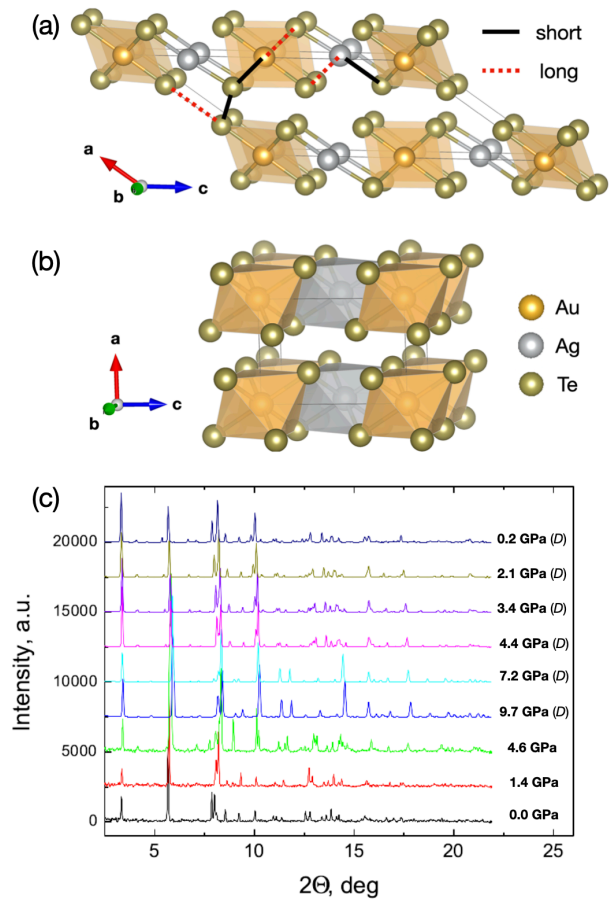 (a)
short
long
a
b
c
(b)
Au
Ag
Te
a
b
c
(c)
Intensity, a.u.
20000
15000
10000
5000
0
0.2 GPa (D)
2.1 GPa (D)
3.4 GPa (D)
4.4 GPa (D)
7.2 GPa (D)
9.7 GPa (D)
4.6 GPa
1.4 GPa
0.0 GPa
5 10 15 20 25
2Θ, deg